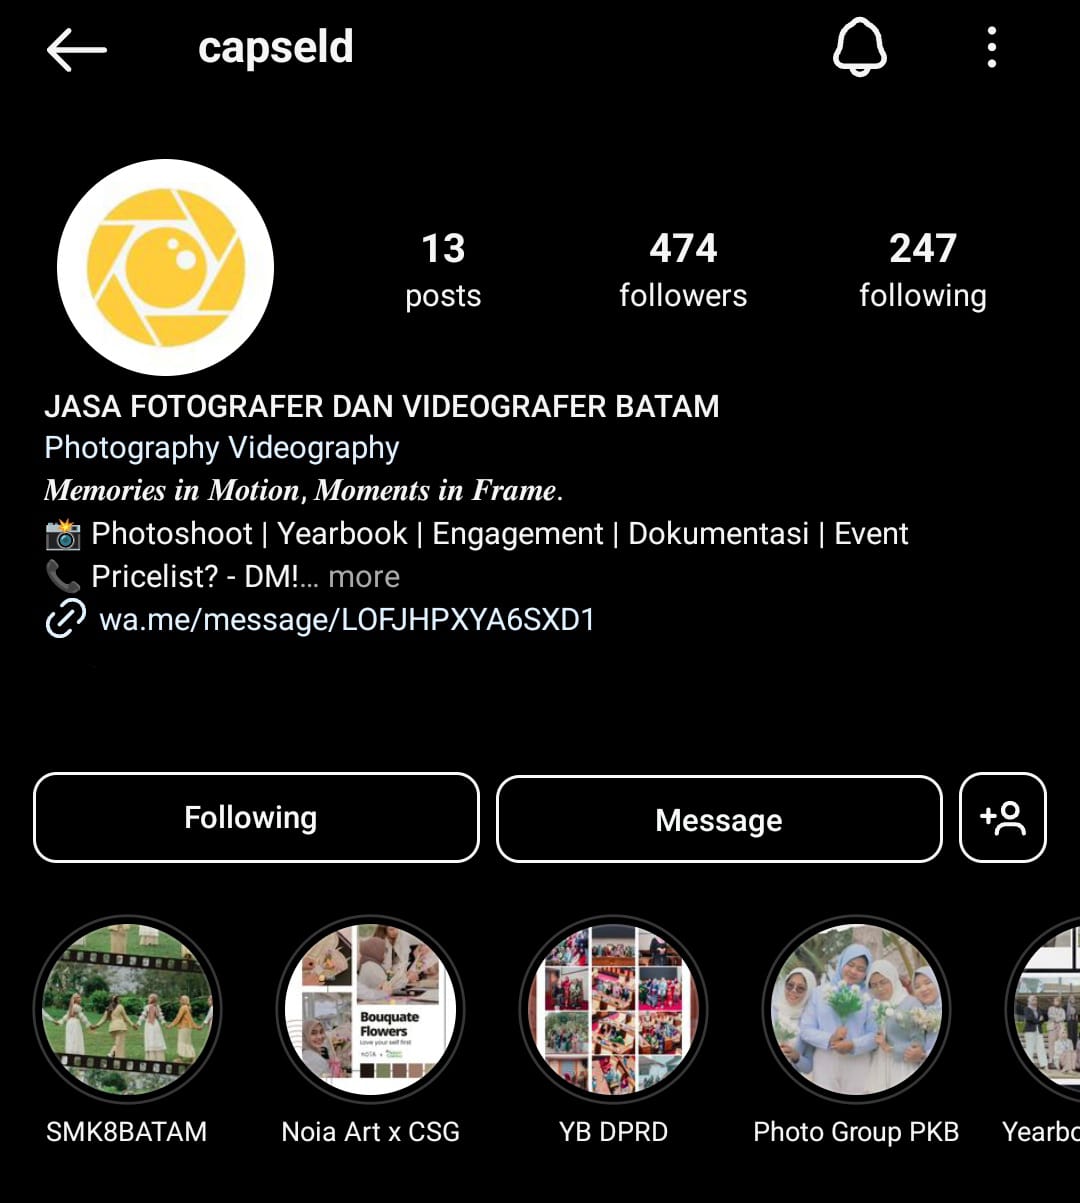 capseld
13
posts
474
followers
247
following
JASA FOTOGRAFER DAN VIDEOGRAFER BATAM
Photography Videography
Memories in Motion, Moments in Frame.
📸 Photoshoot | Yearbook | Engagement | Dokumentasi | Event
📞 Pricelist? - DM!... more
wa.me/message/LOFJHPXYA6SXD1
Following
Message
Bouquate
Flowers
Love your self first
SMK8BATAM
Noia Art x CSG
YB DPRD
Photo Group PKB
Yearbo